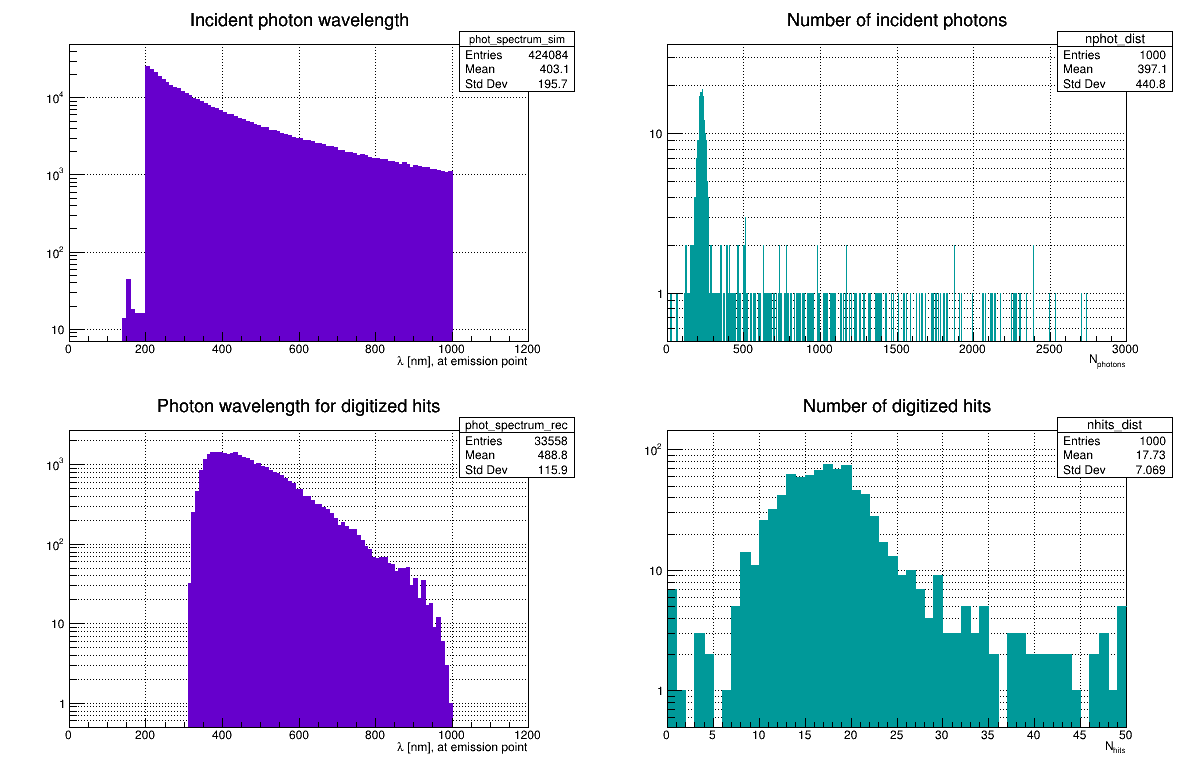 Incident photon wavelength
phot_spectrum_sim
Entries 424084
Mean 403.1
Std Dev 195.7
10^4
10^3
10^2
10
0 200 400 600 800 1000 1200
λ [nm], at emission point
Number of incident photons
nphot_dist
Entries 1000
Mean 397.1
Std Dev 440.8
10
1
0 500 1000 1500 2000 2500 3000
N_photons
Photon wavelength for digitized hits
phot_spectrum_rec
Entries 33558
Mean 488.8
Std Dev 115.9
10^3
10^2
10
1
0 200 400 600 800 1000 1200
λ [nm], at emission point
Number of digitized hits
nhits_dist
Entries 1000
Mean 17.73
Std Dev 7.069
10^2
10
1
0 5 10 15 20 25 30 35 40 45 50
N_hits